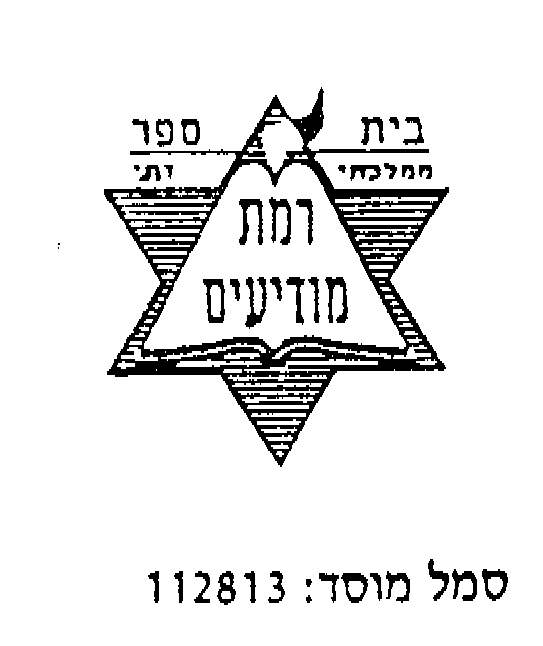 בית ספר
ממלכתי דתי
רמת
מודיעים
סמל מוסד: 112813